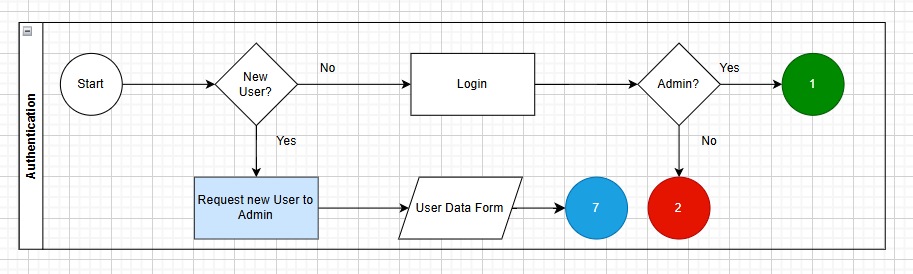 Authentication
Start
New
User?
No
Login
Admin?
Yes
1
Yes
No
Request new User to
Admin
User Data Form
7
2